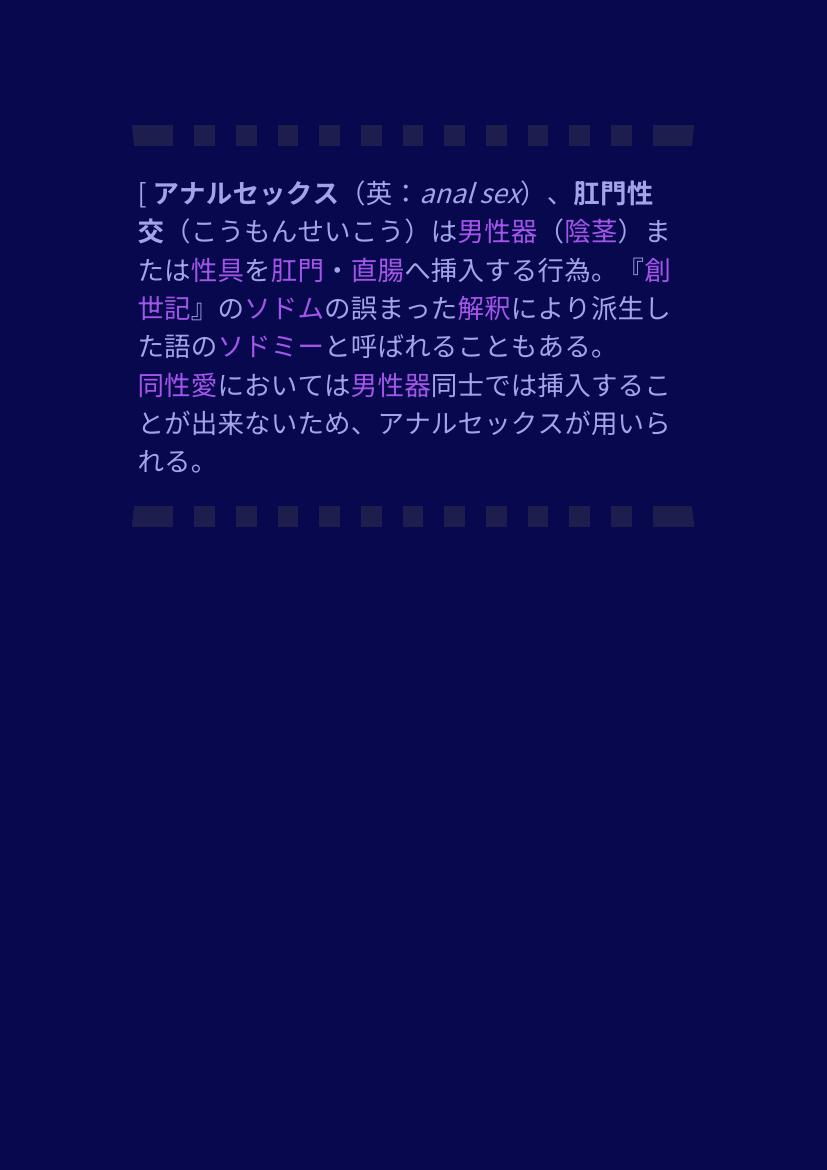 [ アナルセックス（英：anal sex）、肛門性
交（こうもんせいこう）は男性器（陰茎）ま
たは性具を肛門・直腸へ挿入する行為。『創
世記』のソドムの誤まった解釈により派生し
た語のソドミーと呼ばれることもある。
同性愛においては男性器同士では挿入するこ
とが出来ないため、アナルセックスが用いら
れる。